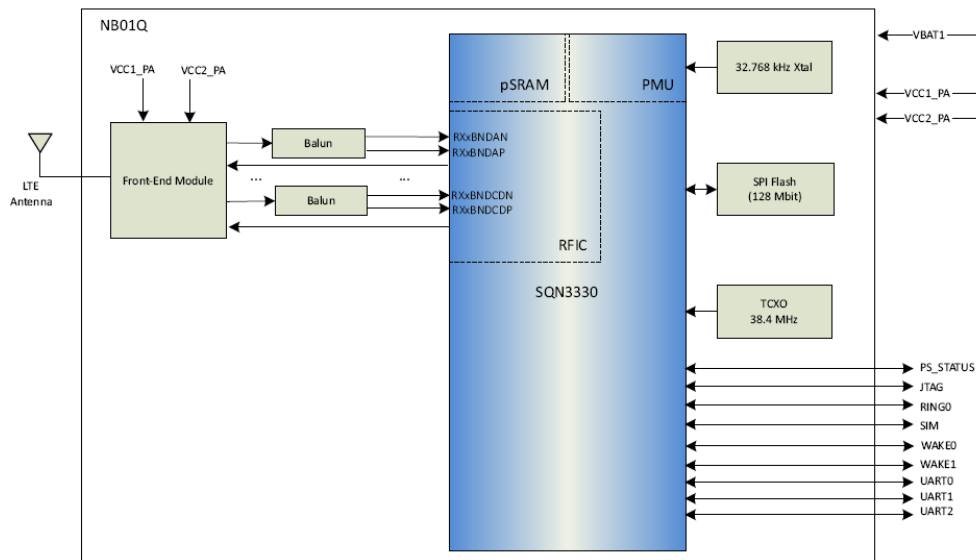 NB01Q
VBAT1
VCC1_PA
VCC2_PA
pSRAM
PMU
32.768 kHz Xtal
VCC1_PA
VCC2_PA
LTE
Antenna
Front-End Module
Balun
RXxBNDAN
RXxBNDAP
...
...
Balun
RXxBNDCDN
RXxBNDCDP
RFIC
SPI Flash
(128 Mbit)
SQN3330
TCXO
38.4 MHz
PS_STATUS
JTAG
RING0
SIM
WAKE0
WAKE1
UART0
UART1
UART2